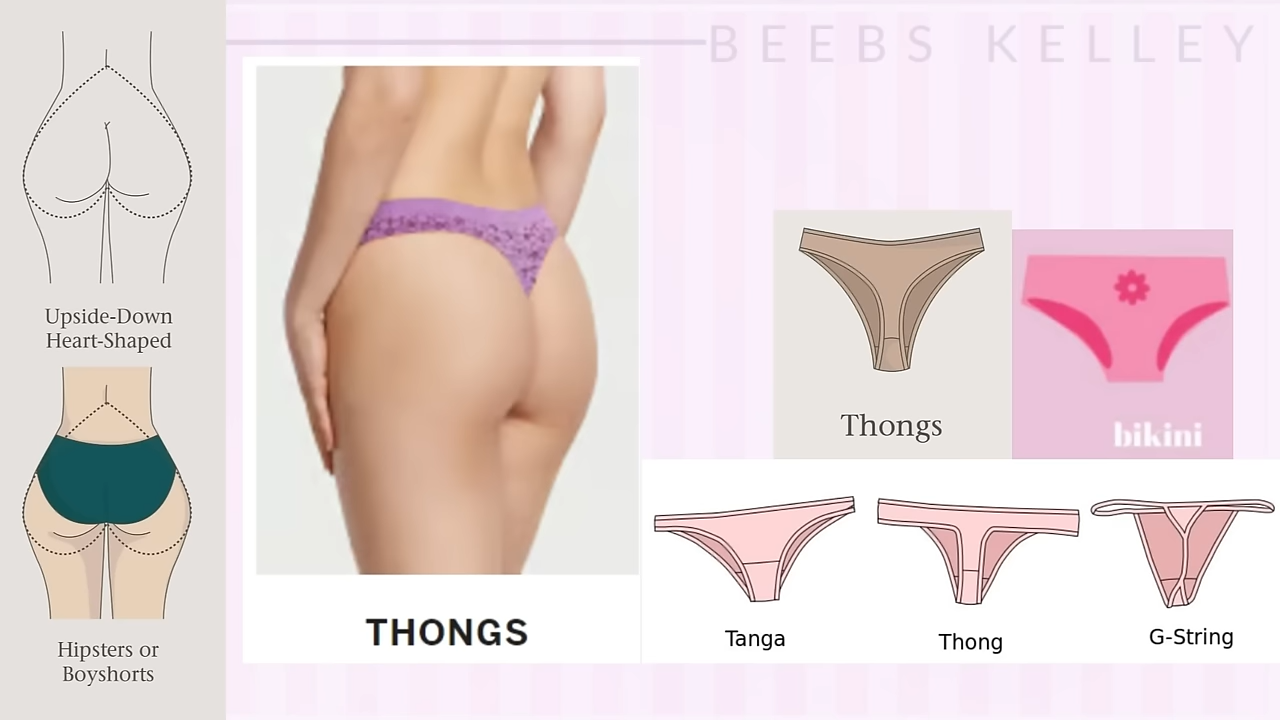 BEEBS KELLEY
Upside-Down
Heart-Shaped
Hipsters or
Boyshorts
THONGS
Thongs
bikini
Tanga
Thong
G-String